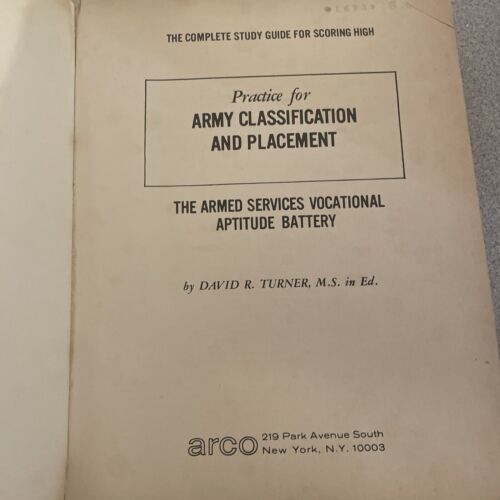 THE COMPLETE STUDY GUIDE FOR SCORING HIGH
Practice for
ARMY CLASSIFICATION
AND PLACEMENT
THE ARMED SERVICES VOCATIONAL
APTITUDE BATTERY
by DAVID R. TURNER, M.S. in Ed.
arco
219 Park Avenue South
New York, N.Y. 10003